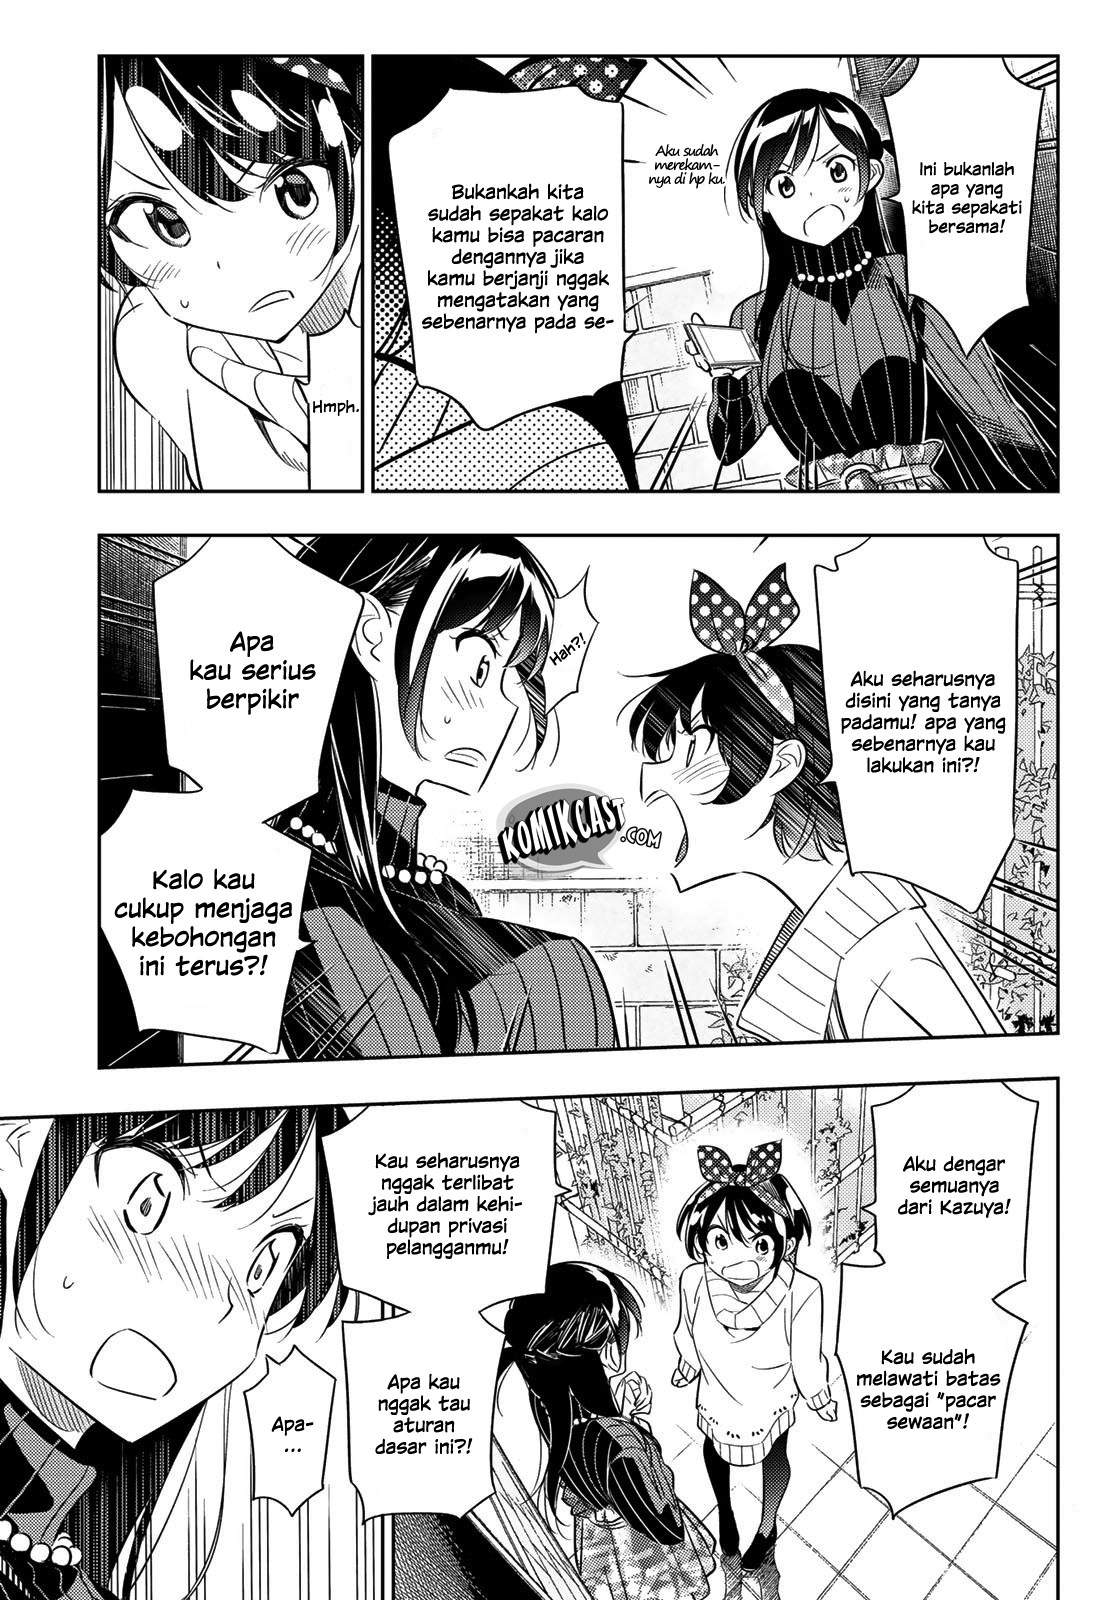 Ini bukanlah
apa yang
kita sepakati
bersama!
Aku sudah
merekam-
nya di hp ku.
Bukankah kita
sudah sepakat kalo
kamu bisa pacaran
dengannya jika
kamu berjanji nggak
mengatakan yang
sebenarnya pada se-
Hmph.
Aku seharusnya
disini yang tanya
padamu! apa yang
sebenarnya kau
lakukan ini?!
Hah?!
Apa
kau serius
berpikir
Kalo kau
cukup menjaga
kebohongan
ini terus?!
KOMIKCAST
.COM
Aku dengar
semuanya
dari Kazuya!
Kau sudah
melawati batas
sebagai "pacar
sewaan"!
Kau seharusnya
nggak terlibat
jauh dalam kehi-
dupan privasi
pelangganmu!
Apa kau
nggak tau
aturan
dasar ini?!
Apa-
...